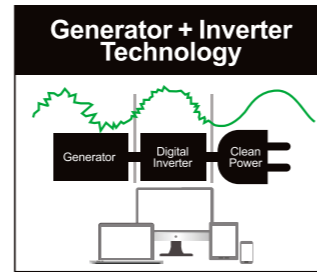 Generator + Inverter
Technology
Generator
Digital
Inverter
Clean
Power